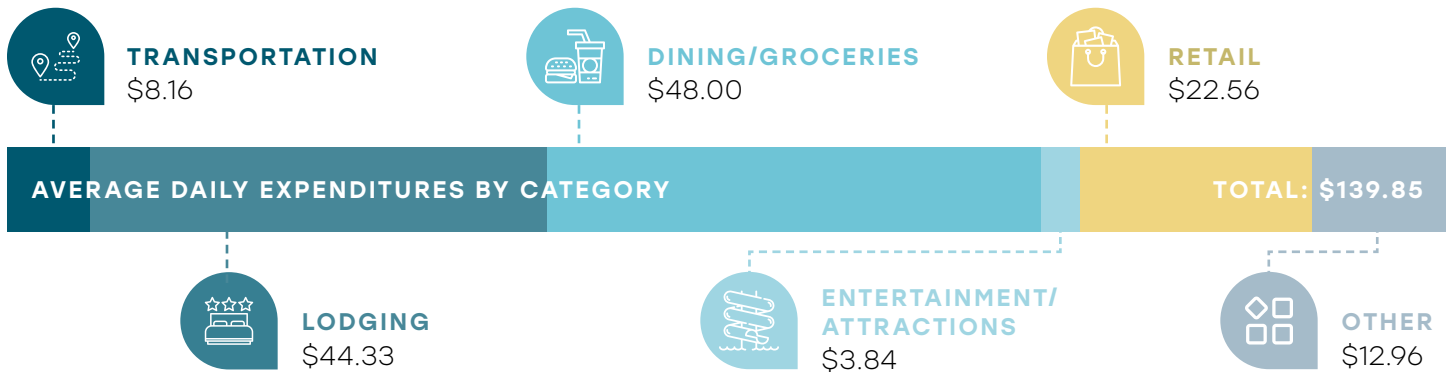 TRANSPORTATION
$8.16
DINING/GROCERIES
$48.00
RETAIL
$22.56
AVERAGE DAILY EXPENDITURES BY CATEGORY
TOTAL: $139.85
LODGING
$44.33
ENTERTAINMENT/
ATTRACTIONS
$3.84
OTHER
$12.96